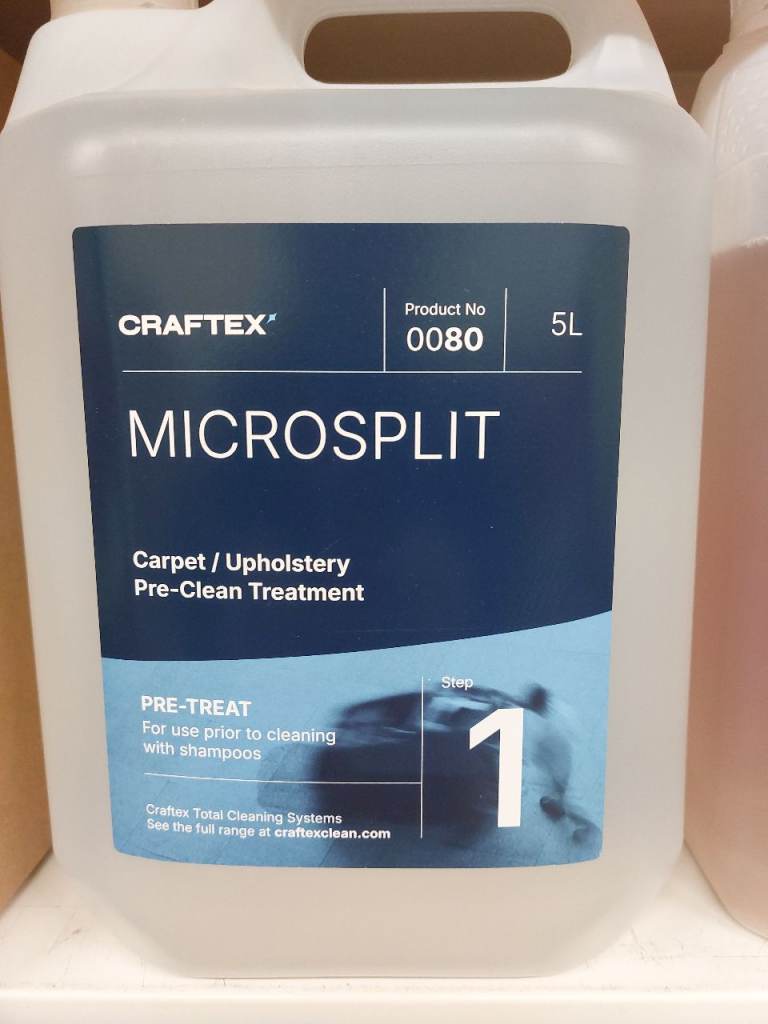 CRAFTEX
Product No
0080
5L
MICROSPLIT
Carpet / Upholstery
Pre-Clean Treatment
PRE-TREAT
For use prior to cleaning
with shampoos
Step
1
Craftex Total Cleaning Systems
See the full range at craftexclean.com